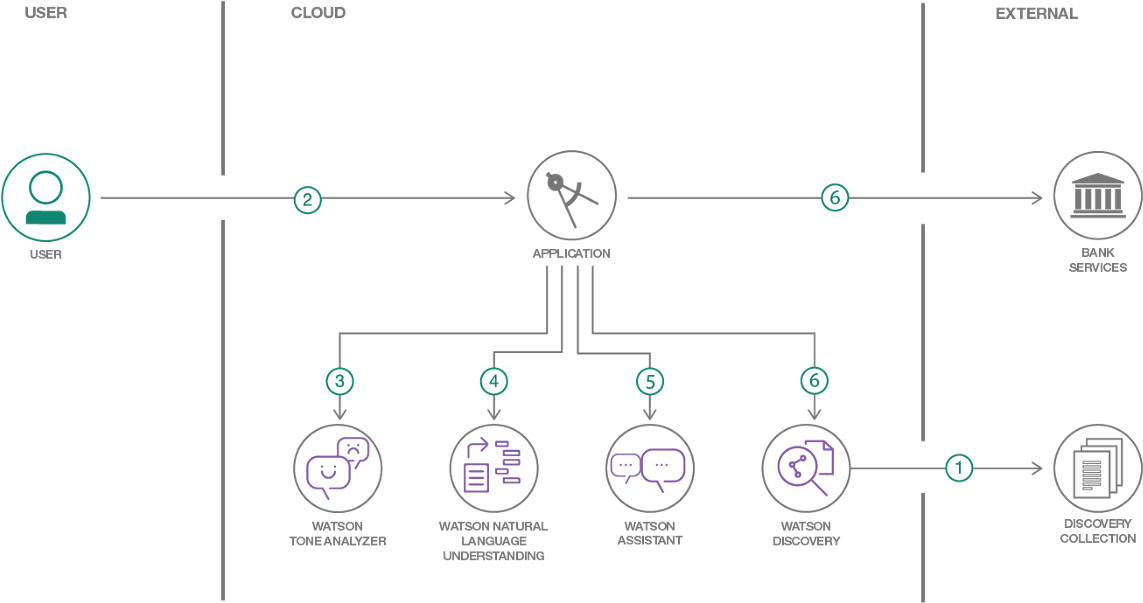 USER
CLOUD
EXTERNAL
2
6
USER
APPLICATION
BANK
SERVICES
3
4
5
6
1
WATSON
TONE ANALYZER
WATSON NATURAL
LANGUAGE
UNDERSTANDING
WATSON
ASSISTANT
WATSON
DISCOVERY
DISCOVERY
COLLECTION